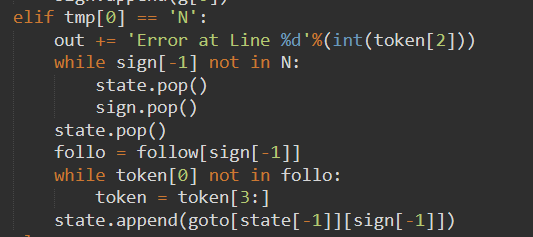 elif tmp[0] == 'N':
out += 'Error at Line %d'%(int(token[2]))
while sign[-1] not in N:
state.pop()
sign.pop()
state.pop()
follo = follow[sign[-1]]
while token[0] not in follo:
token = token[3:]
state.append(goto[state[-1]][sign[-1]])